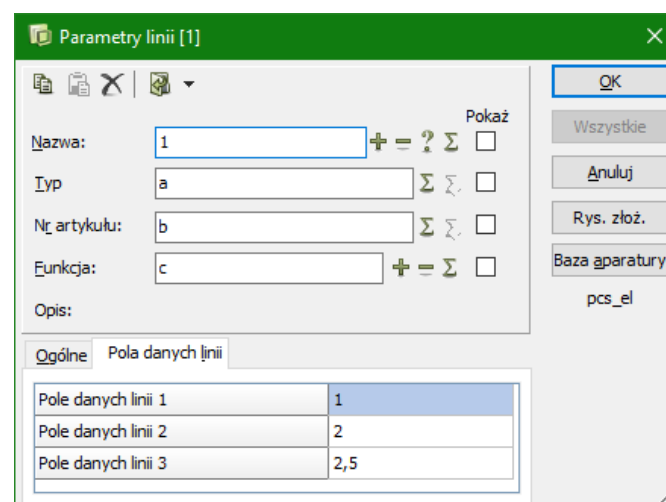 Parametry linii [1]
Pokaż
Nazwa: 1
Typ a
Nr artykułu: b
Funkcja: c
Opis:
OK
Wszystkie
Anuluj
Rys. złoż.
Baza aparatury
pcs_el
Ogólne Pola danych linii
Pole danych linii 1 1
Pole danych linii 2 2
Pole danych linii 3 2,5